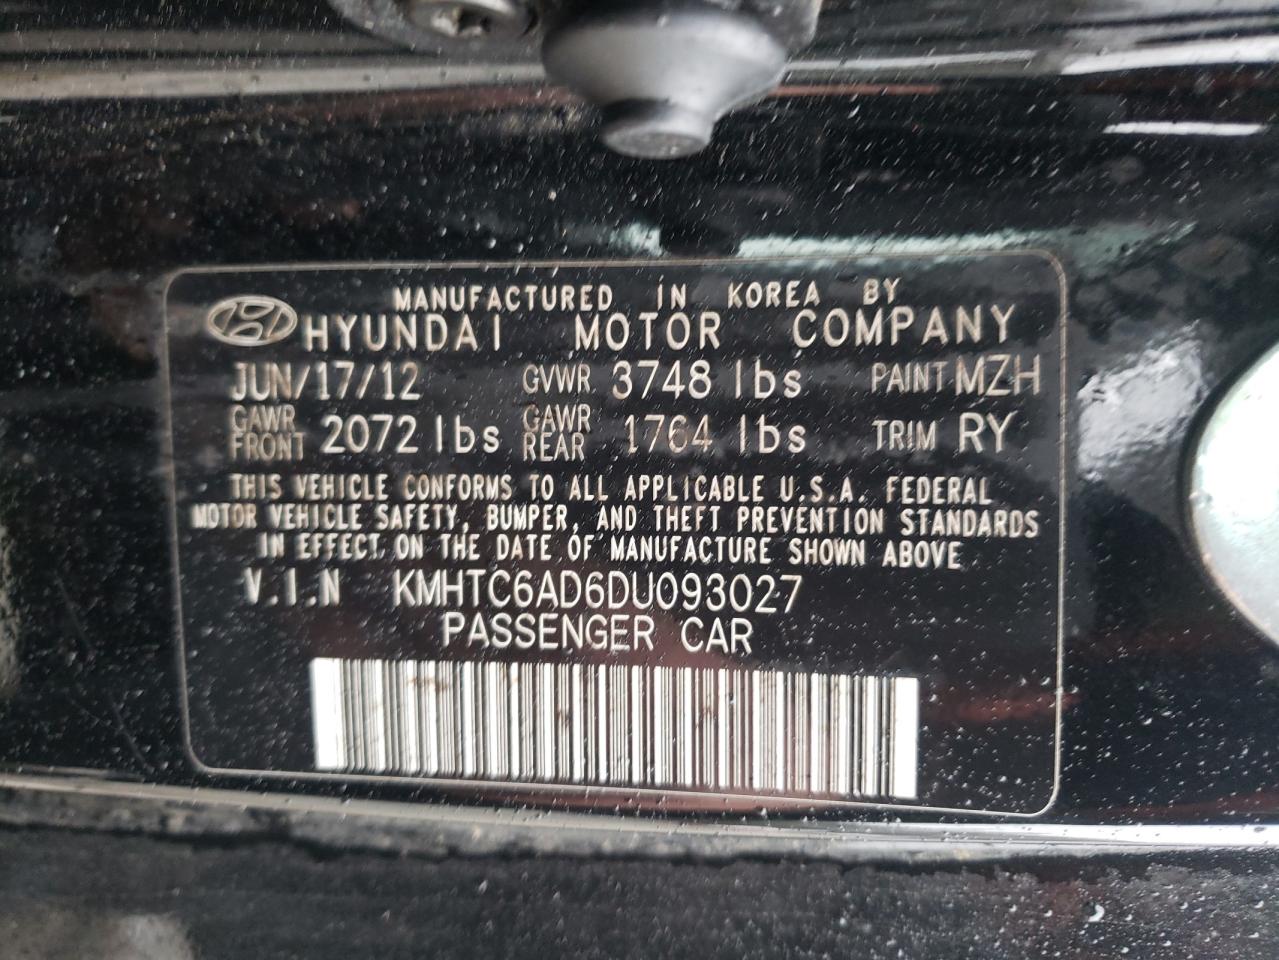 MANUFACTURED IN KOREA BY
HYUNDAI MOTOR COMPANY
JUN/17/12 GVWR 3748 lbs PAINT MZH
GAWR FRONT 2072 lbs GAWR REAR 1764 lbs TRIM RY
THIS VEHICLE CONFORMS TO ALL APPLICABLE U.S.A. FEDERAL
MOTOR VEHICLE SAFETY, BUMPER, AND THEFT PREVENTION STANDARDS
IN EFFECT ON THE DATE OF MANUFACTURE SHOWN ABOVE
V.I.N KMHTC6AD6DU093027
PASSENGER CAR